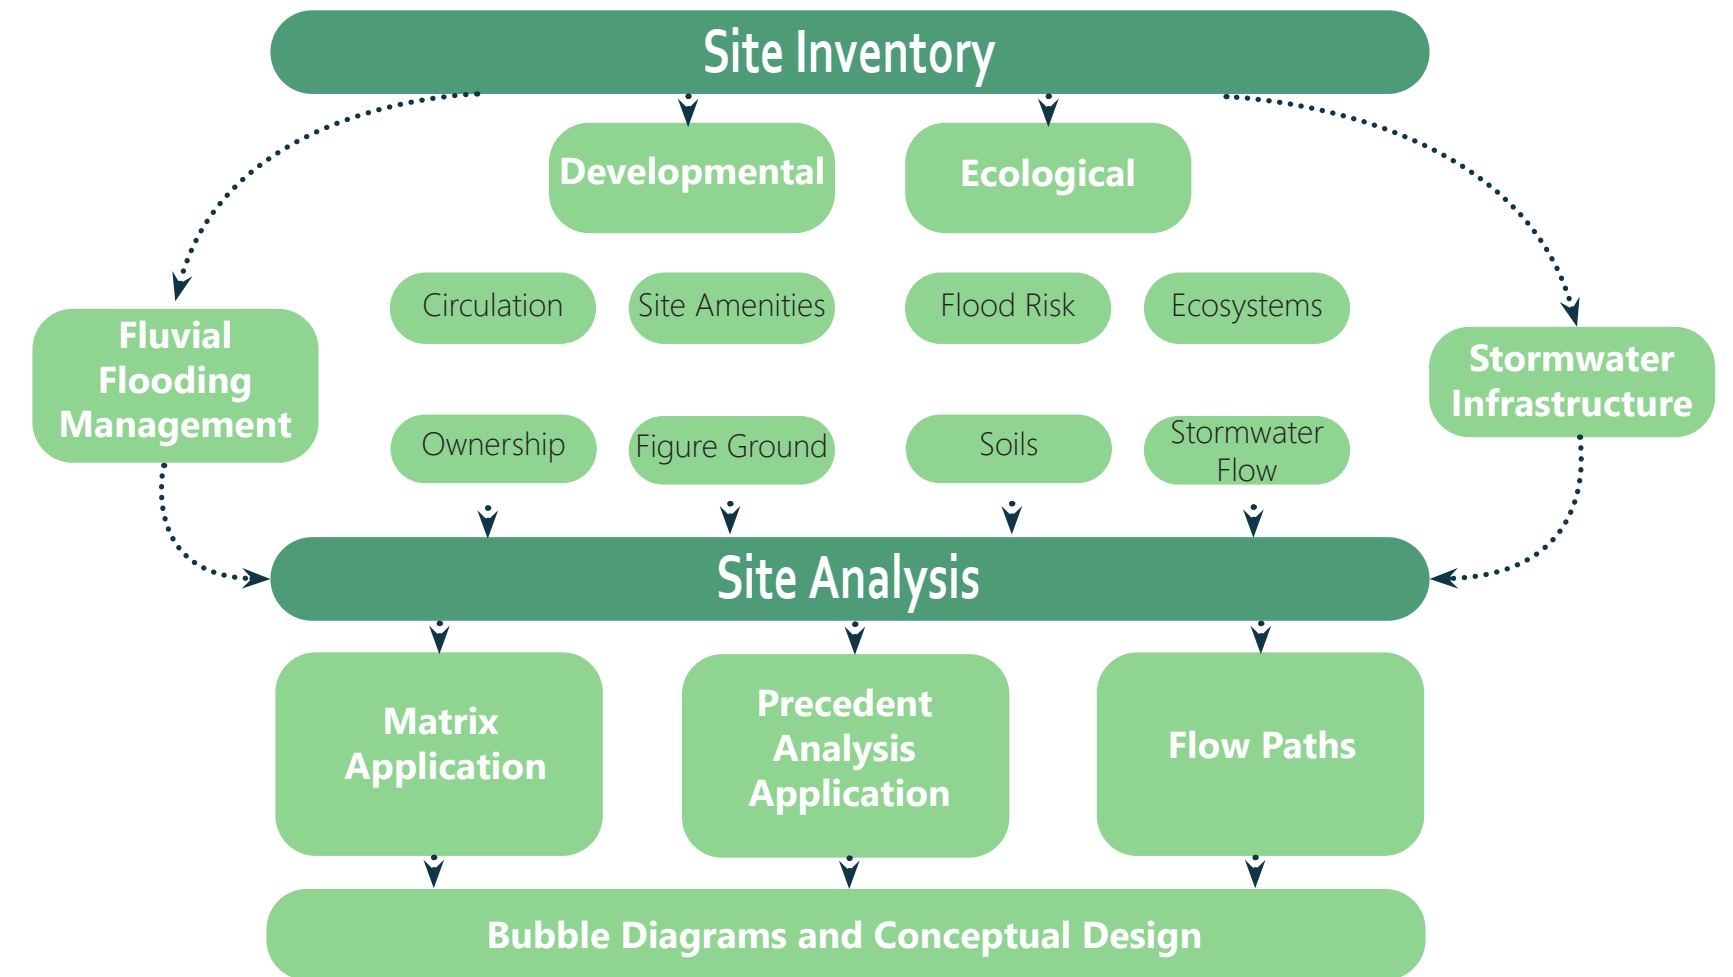 Site Inventory
Developmental
Ecological
Circulation
Site Amenities
Flood Risk
Ecosystems
Fluvial
Flooding
Management
Stormwater
Infrastructure
Ownership
Figure Ground
Soils
Stormwater
Flow
Site Analysis
Matrix
Application
Precedent
Analysis
Application
Flow Paths
Bubble Diagrams and Conceptual Design